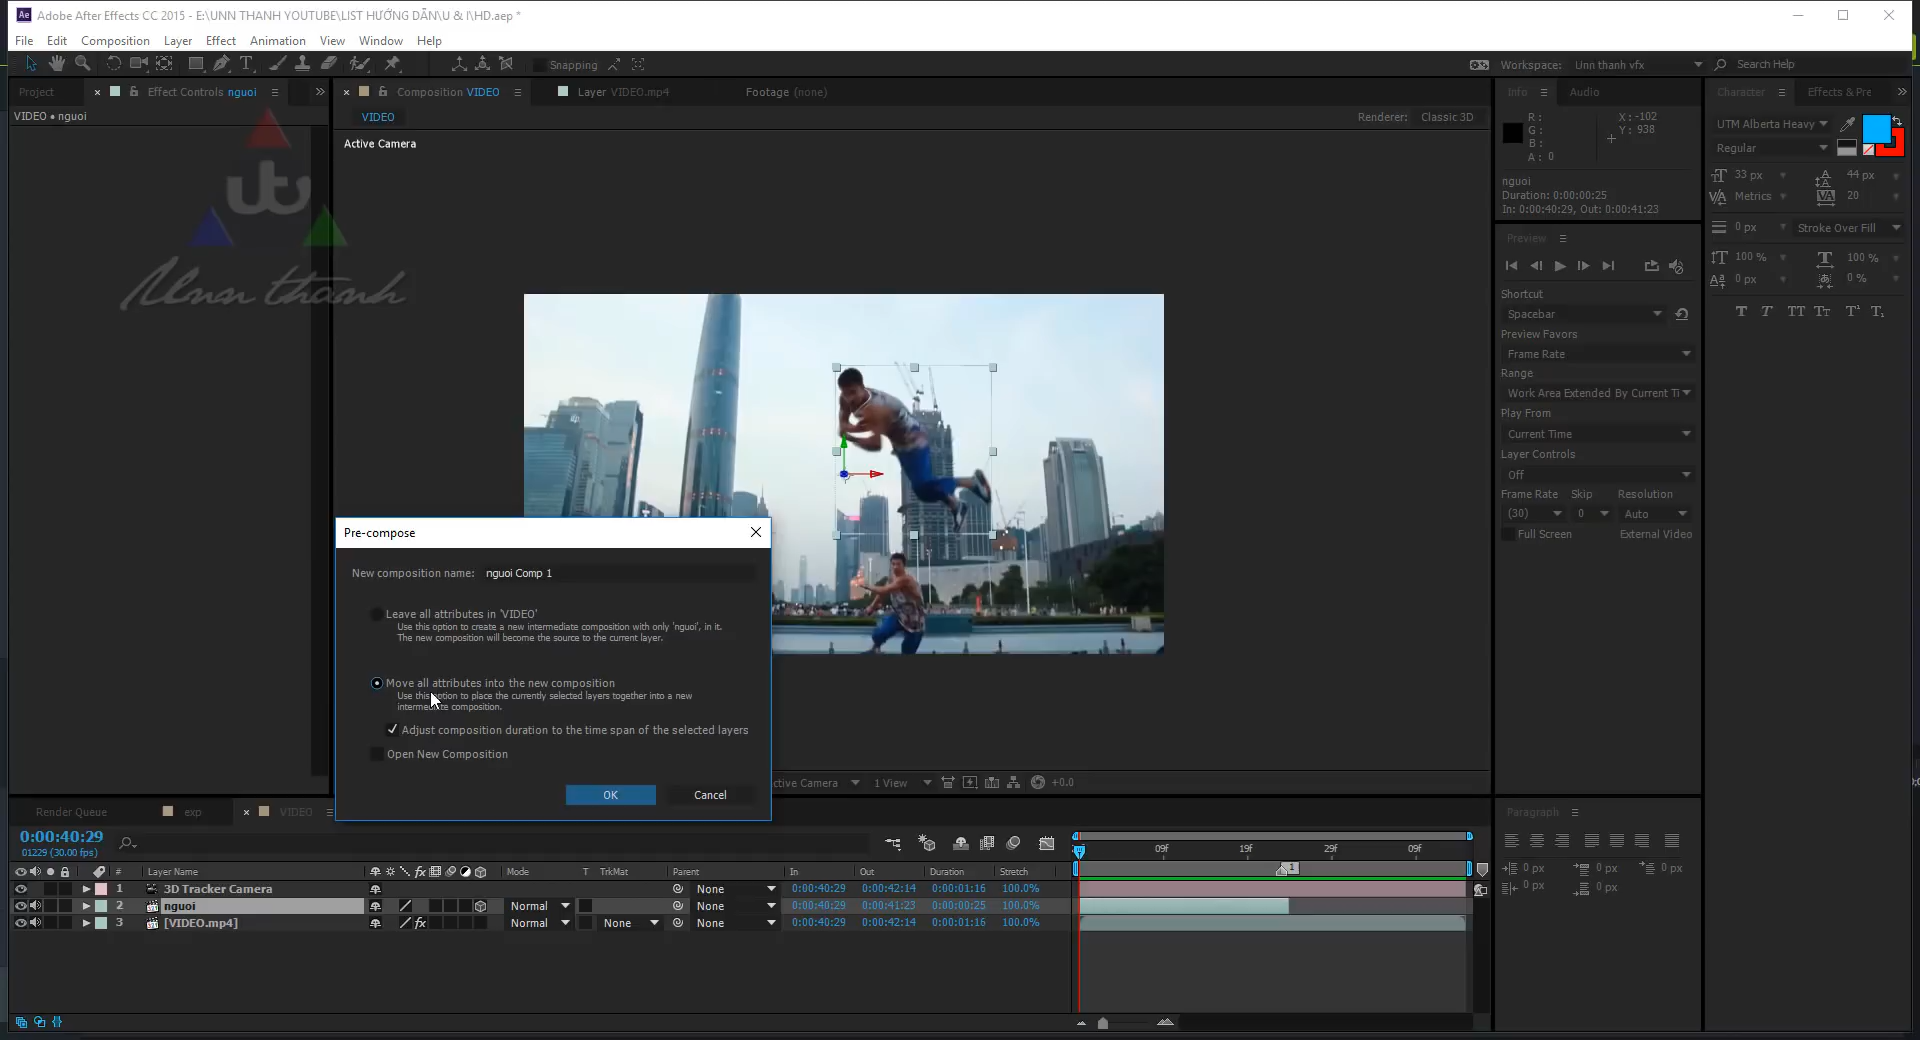 Adobe After Effects CC 2015 - E:\UNN THANH YOUTUBE\LIST HƯỚNG DẪN\U & I\HD.aep *
File Edit Composition Layer Effect Animation View Window Help
Snapping
Workspace: Unn thanh vfx
Search Help
Project
Effect Controls nguoi
Composition VIDEO
Layer VIDEO.mp4
Footage (none)
VIDEO • nguoi
VIDEO
Renderer: Classic 3D
Active Camera
Unn thanh
Info
Audio
R :
G :
B :
A : 0
X : -102
Y : 938
nguoi
Duration: 0:00:00:25
In: 0:00:40:29, Out: 0:00:41:23
Preview
Shortcut
Spacebar
Preview Favors
Frame Rate
Range
Work Area Extended By Current Ti
Play From
Current Time
Layer Controls
Off
Frame Rate Skip Resolution
(30) 0 Auto
Full Screen External Video
Character
Effects & Pre
UTM Alberta Heavy
Regular
33 px 44 px
Metrics 20
0 px Stroke Over Fill
100 % 100 %
0 px 0 %
T T TT Tt T¹ T₁
Pre-compose
New composition name: nguoi Comp 1
Leave all attributes in 'VIDEO'
Use this option to create a new intermediate composition with only 'nguoi', in it.
The new composition will become the source to the current layer.
Move all attributes into the new composition
Use this option to place the currently selected layers together into a new
intermediate composition.
Adjust composition duration to the time span of the selected layers
Open New Composition
OK Cancel
ctive Camera 1 View +0.0
Render Queue exp VIDEO
0:00:40:29
01229 (30.00 fps)
09f 19f 29f 09f
1
# Layer Name fx Mode T TrkMat Parent In Out Duration Stretch
1 3D Tracker Camera None 0:00:40:29 0:00:42:14 0:00:01:16 100.0%
2 nguoi Normal None 0:00:40:29 0:00:41:23 0:00:00:25 100.0%
3 [VIDEO.mp4] fx Normal None None 0:00:40:29 0:00:42:14 0:00:01:16 100.0%
Paragraph
0 px 0 px 0 px
0 px 0 px